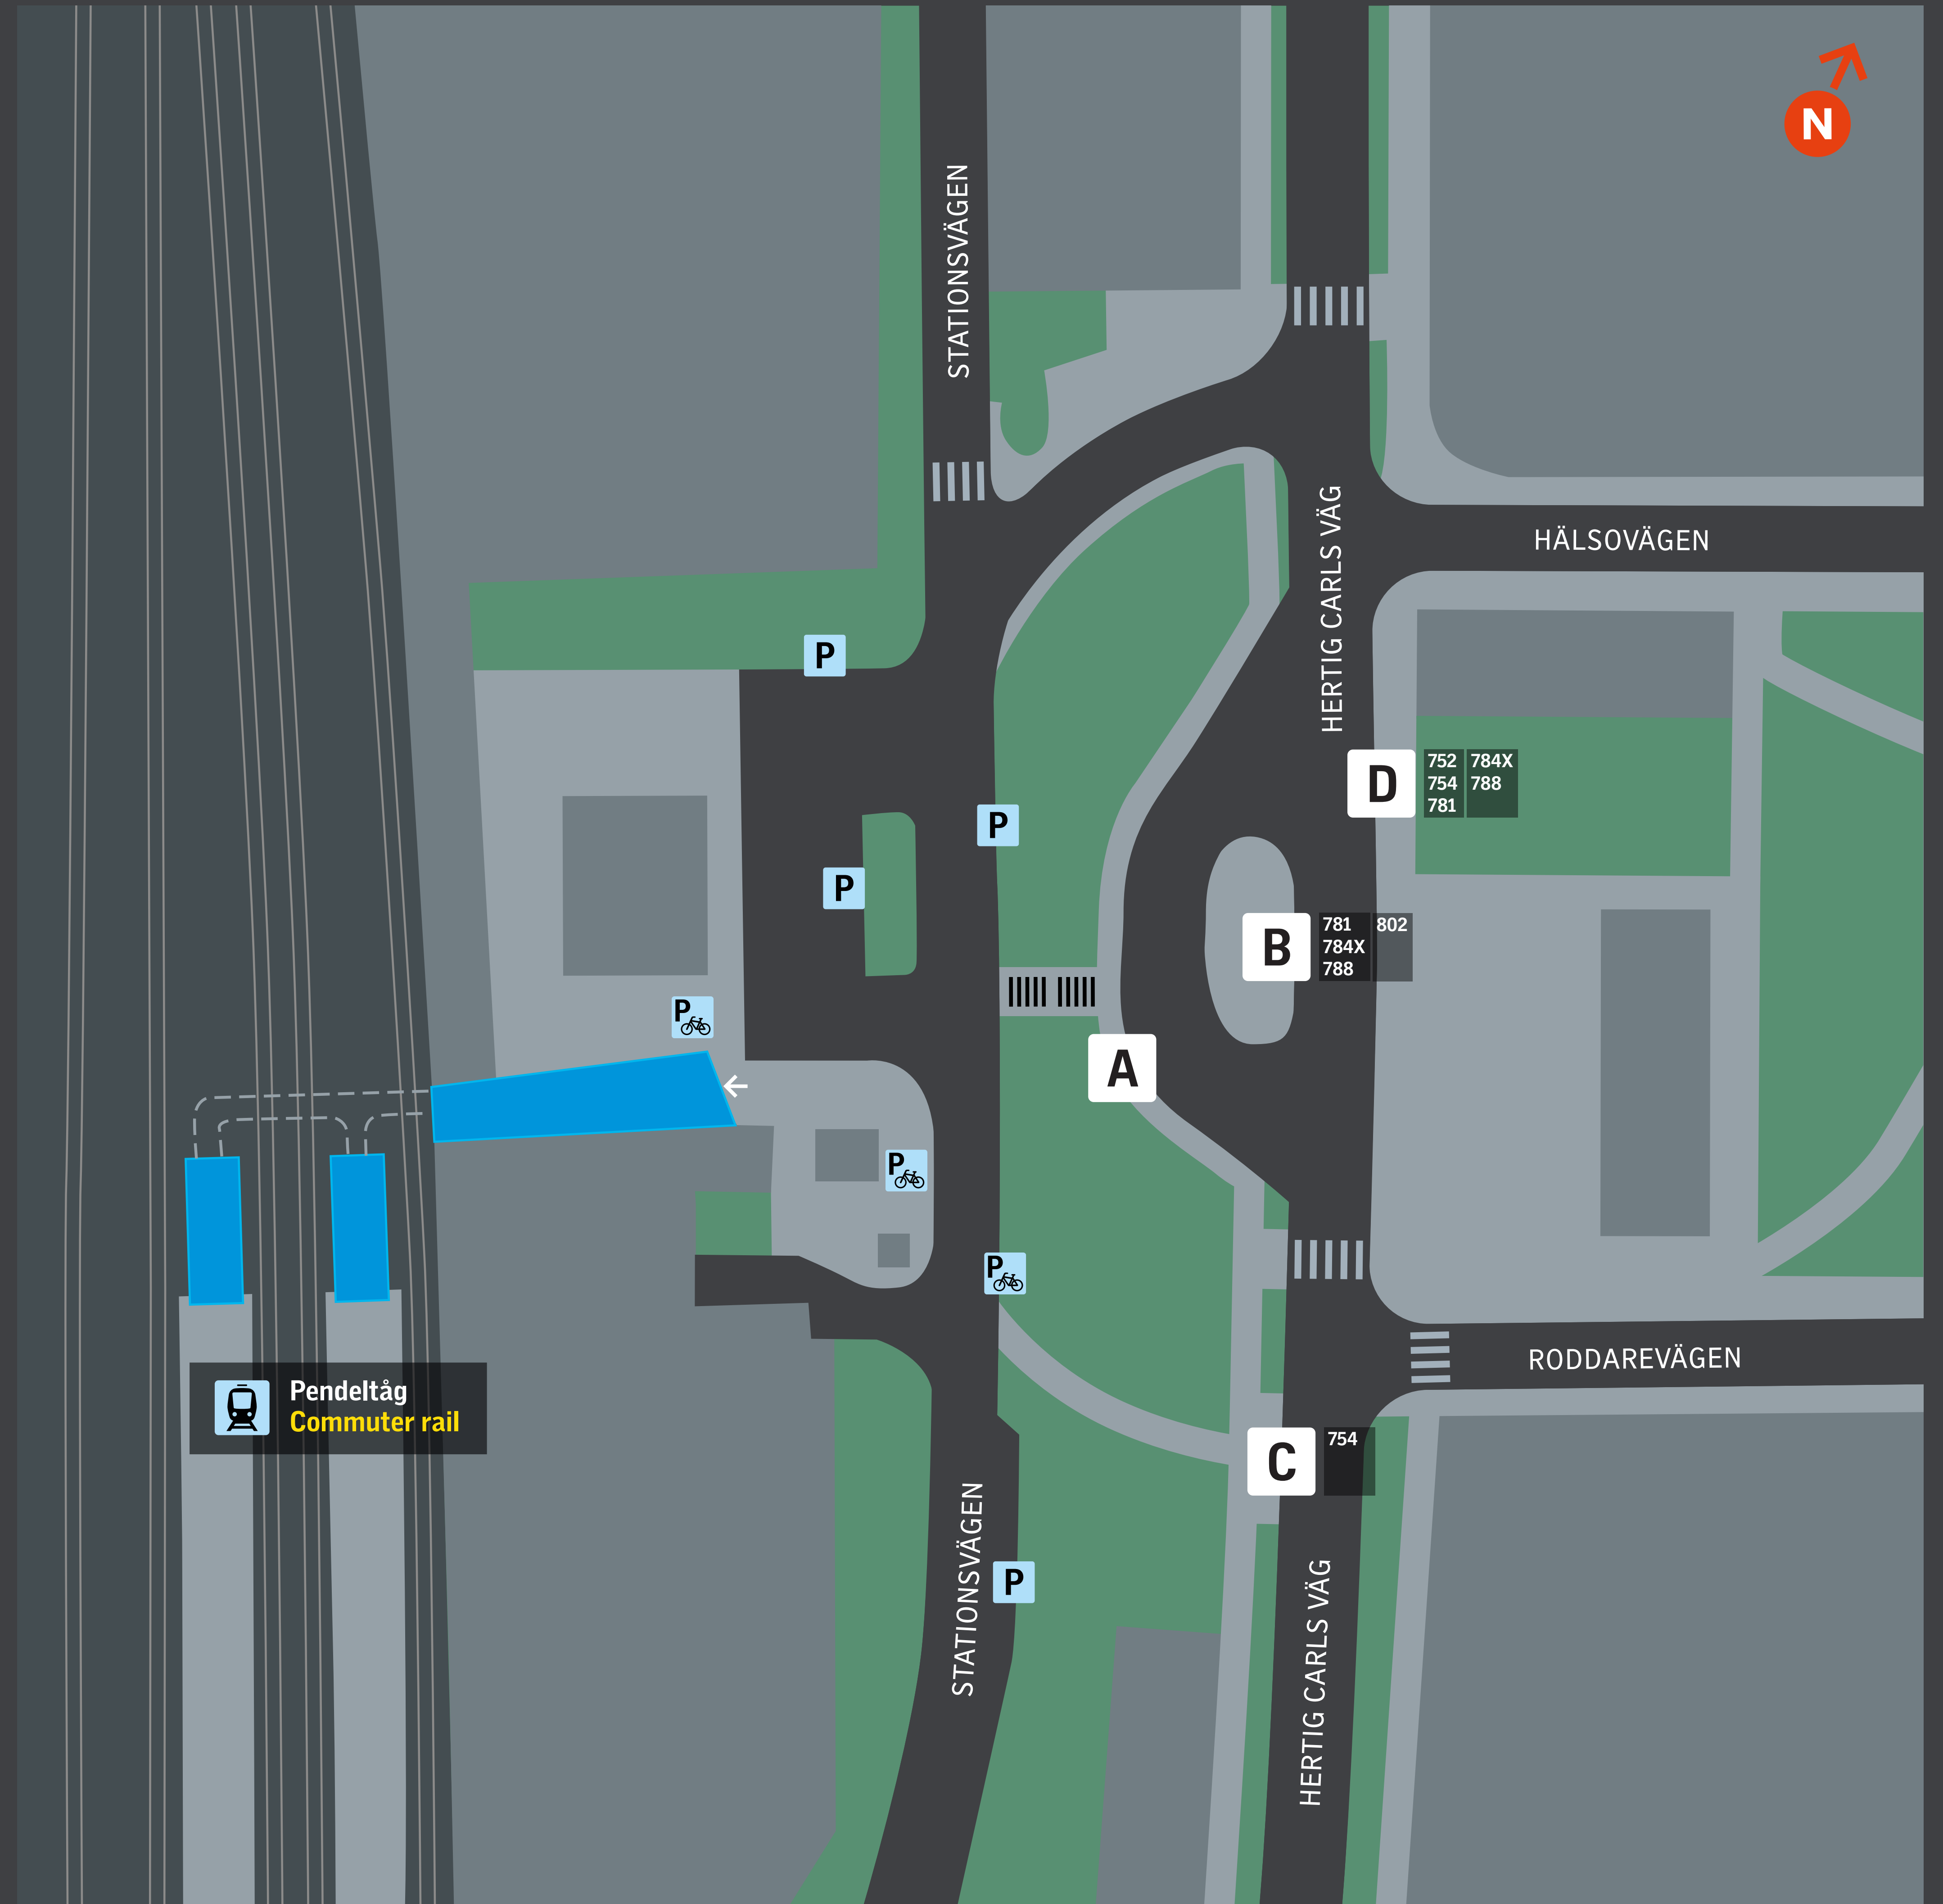 N
STATIONSVÄGEN
HERTIG CARLS VÄG
HÄLSOVÄGEN
P
D
752 784X
754 788
781
P
P
B
781 802
784X
788
P
A
P
P
RODDAREVÄGEN
Pendeltåg
Commuter rail
C
754
STATIONSVÄGEN
P
HERTIG CARLS VÄG